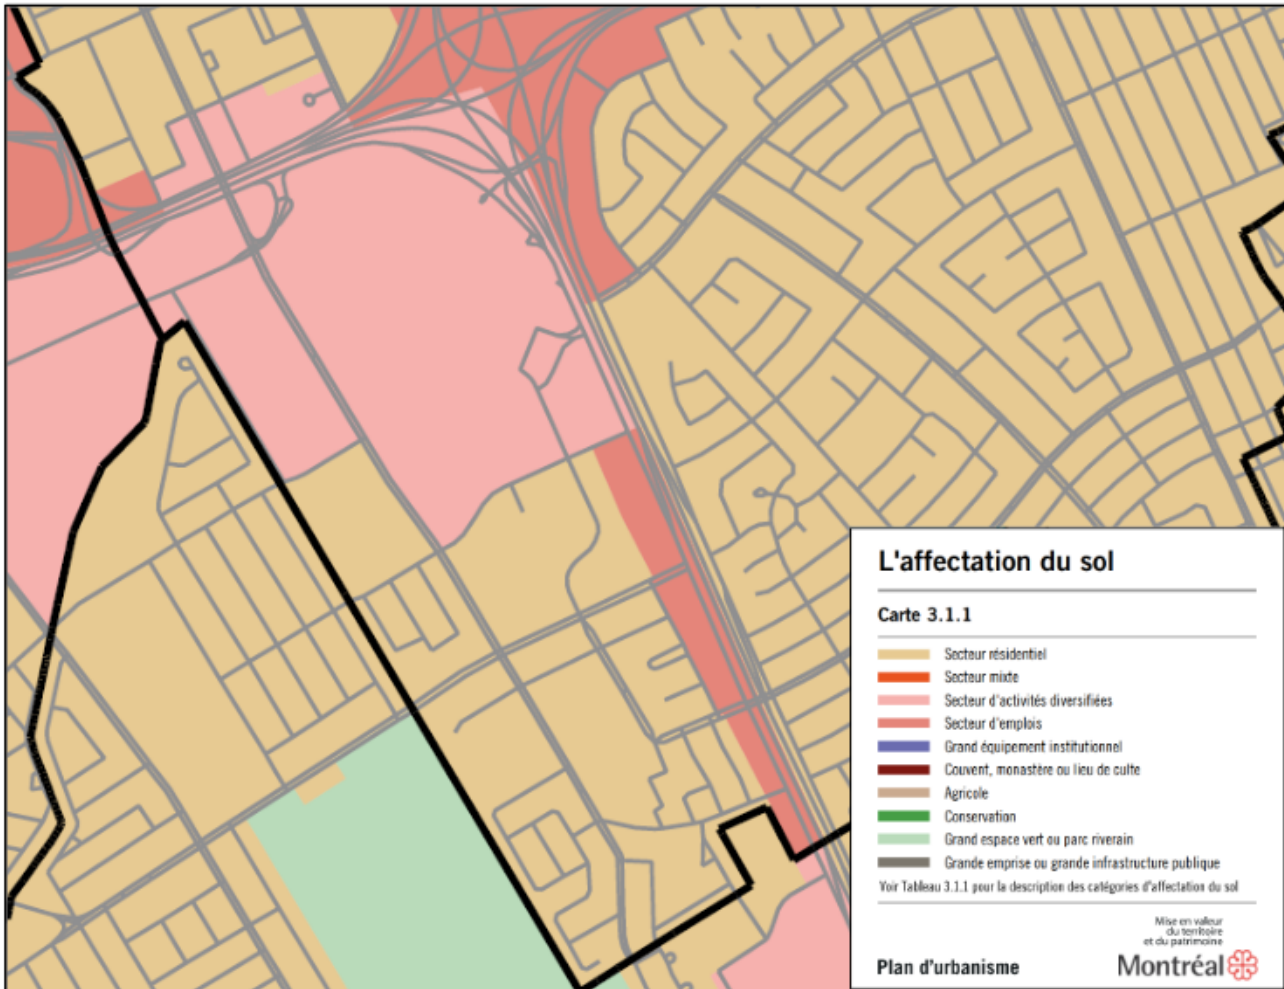 L'affectation du sol
Carte 3.1.1
Secteur résidentiel
Secteur mixte
Secteur d'activités diversifiées
Secteur d'emplois
Grand équipement institutionnel
Couvent, monastère ou lieu de culte
Agricole
Conservation
Grand espace vert ou parc riverain
Grande emprise ou grande infrastructure publique
Voir Tableau 3.1.1 pour la description des catégories d'affectation du sol
Mise en valeur
du territoire
et du patrimoine
Plan d'urbanisme
Montréal